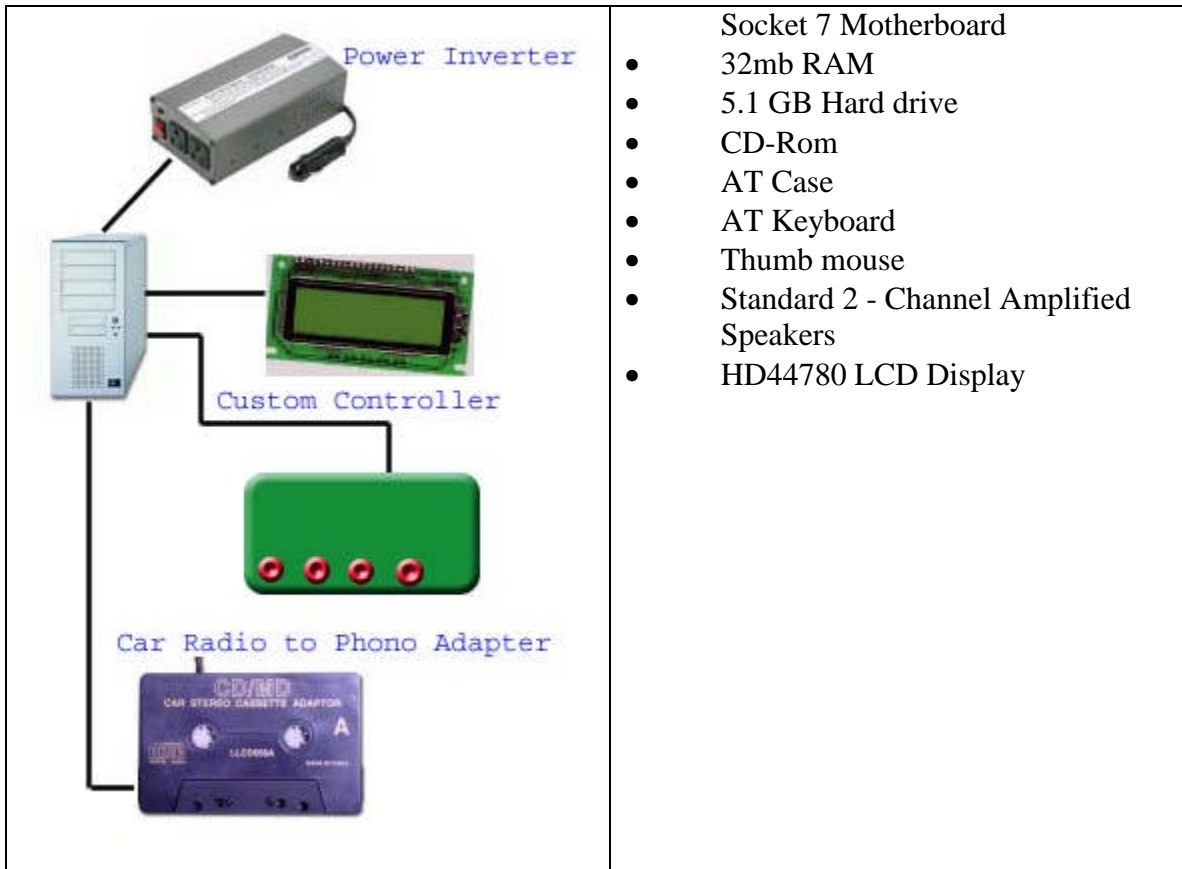 Power Inverter
Custom Controller
Car Radio to Phono Adapter
CD/MD
CAR STEREO CASSETTE ADAPTOR
A
Socket 7 Motherboard
• 32mb RAM
• 5.1 GB Hard drive
• CD-Rom
• AT Case
• AT Keyboard
• Thumb mouse
• Standard 2 - Channel Amplified
Speakers
• HD44780 LCD Display